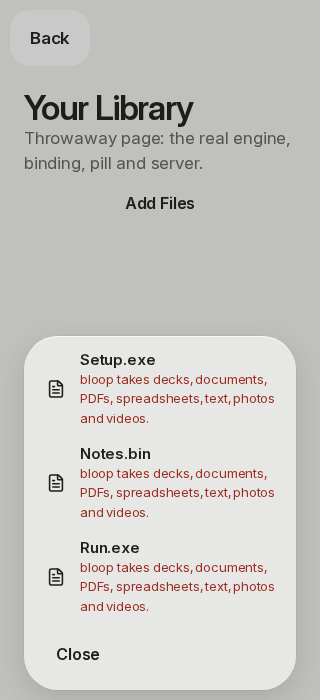 Back
Your Library
Throwaway page: the real engine,
binding, pill and server.
Add Files
Setup.exe
bloop takes decks, documents,
PDFs, spreadsheets, text, photos
and videos.
Notes.bin
bloop takes decks, documents,
PDFs, spreadsheets, text, photos
and videos.
Run.exe
bloop takes decks, documents,
PDFs, spreadsheets, text, photos
and videos.
Close